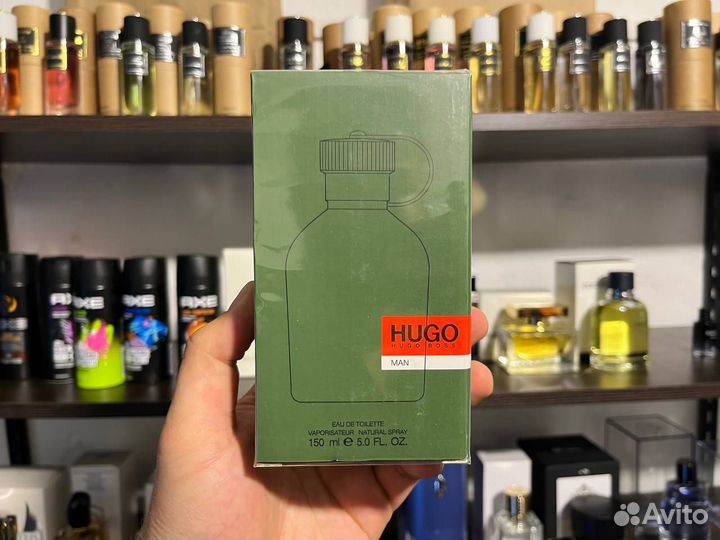 HUGO
HUGO BOSS
MAN
EAU DE TOILETTE
VAPORISATEUR NATURAL SPRAY
150 ml e 5.0 FL. OZ.
AXE
AXE
AXE
Avito